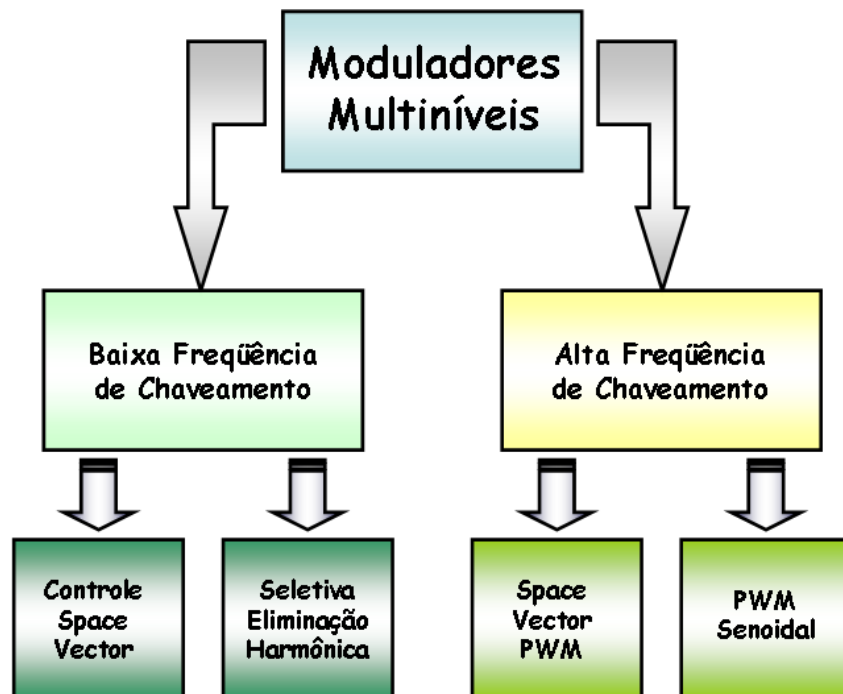 Moduladores
Multiníveis
Baixa Freqüência
de Chaveamento
Alta Freqüência
de Chaveamento
Controle
Space
Vector
Seletiva
Eliminação
Harmônica
Space
Vector
PWM
PWM
Senoidal